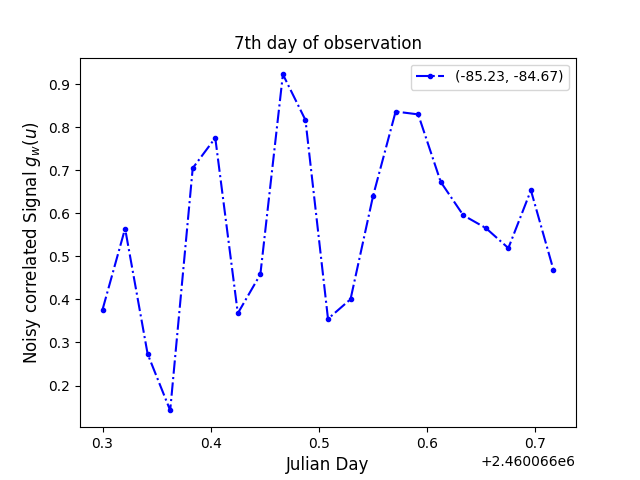 7th day of observation
(-85.23, -84.67)
Noisy correlated Signal g_w(u)
0.9
0.8
0.7
0.6
0.5
0.4
0.3
0.2
0.3 0.4 0.5 0.6 0.7
Julian Day
+2.460066e6